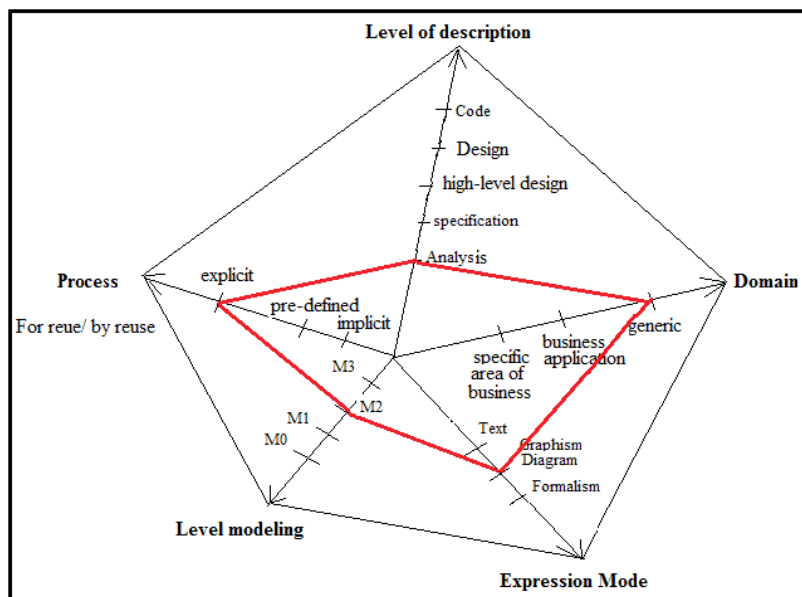 Level of description
Code
Design
high-level design
specification
Analysis
Process
explicit
Domain
pre-defined
generic
For reue/ by reuse
implicit
business
application
specific
area of
business
M3
M2
M1
Text
M0
Graphism
Diagram
Formalism
Level modeling
Expression Mode